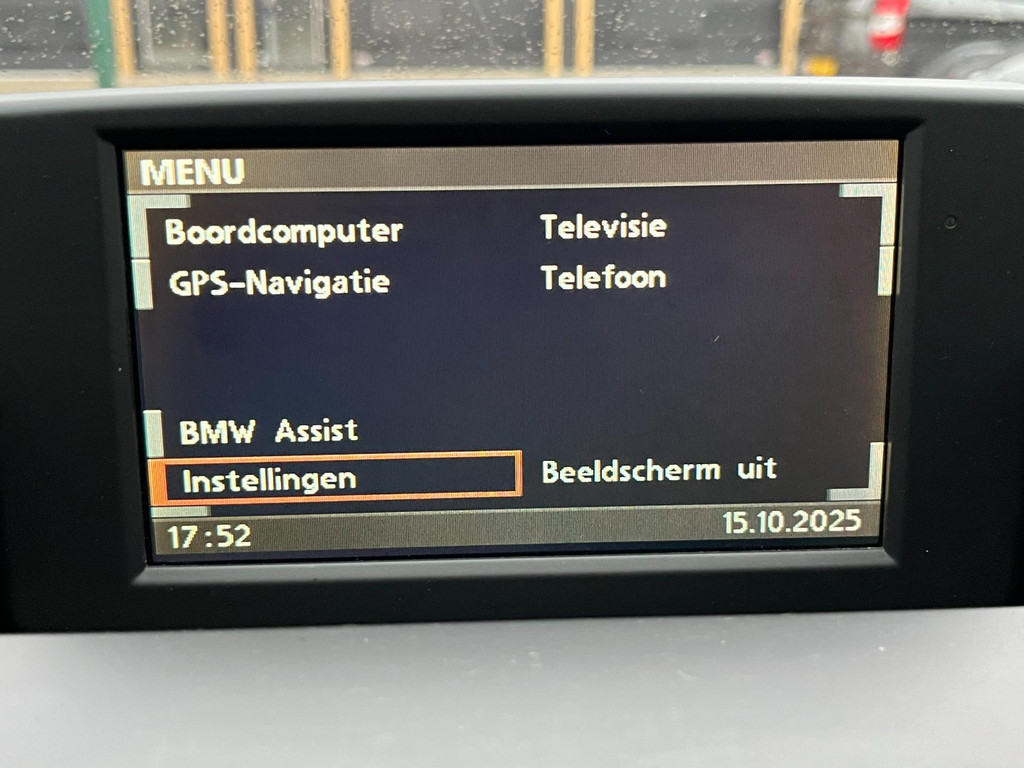 MENU
Boordcomputer
Televisie
GPS-Navigatie
Telefoon
BMW Assist
Instellingen
Beeldscherm uit
17:52
15.10.2025